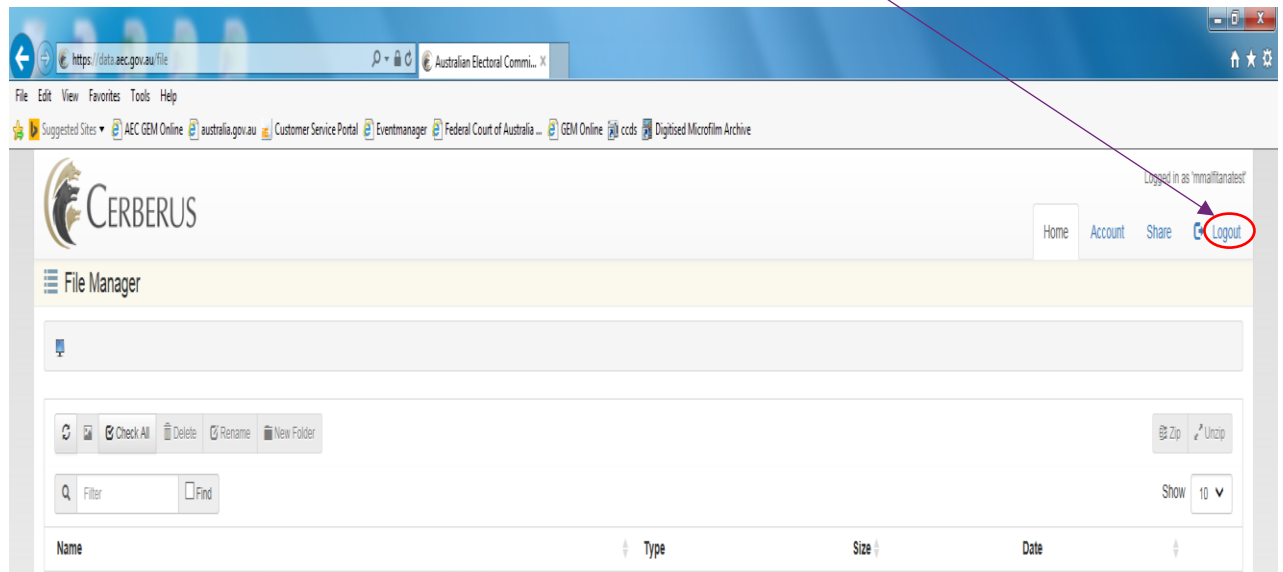 https://data.aec.gov.au/file
Australian Electoral Commi...
File Edit View Favorites Tools Help
Suggested Sites AEC GEM Online australia.gov.au Customer Service Portal Eventmanager Federal Court of Australia ... GEM Online ccds Digitised Microfilm Archive
Logged in as 'mmalfitanatest'
CERBERUS
Home Account Share Logout
File Manager
Check All Delete Rename New Folder Zip Unzip
Filter Find Show 10
Name Type Size Date